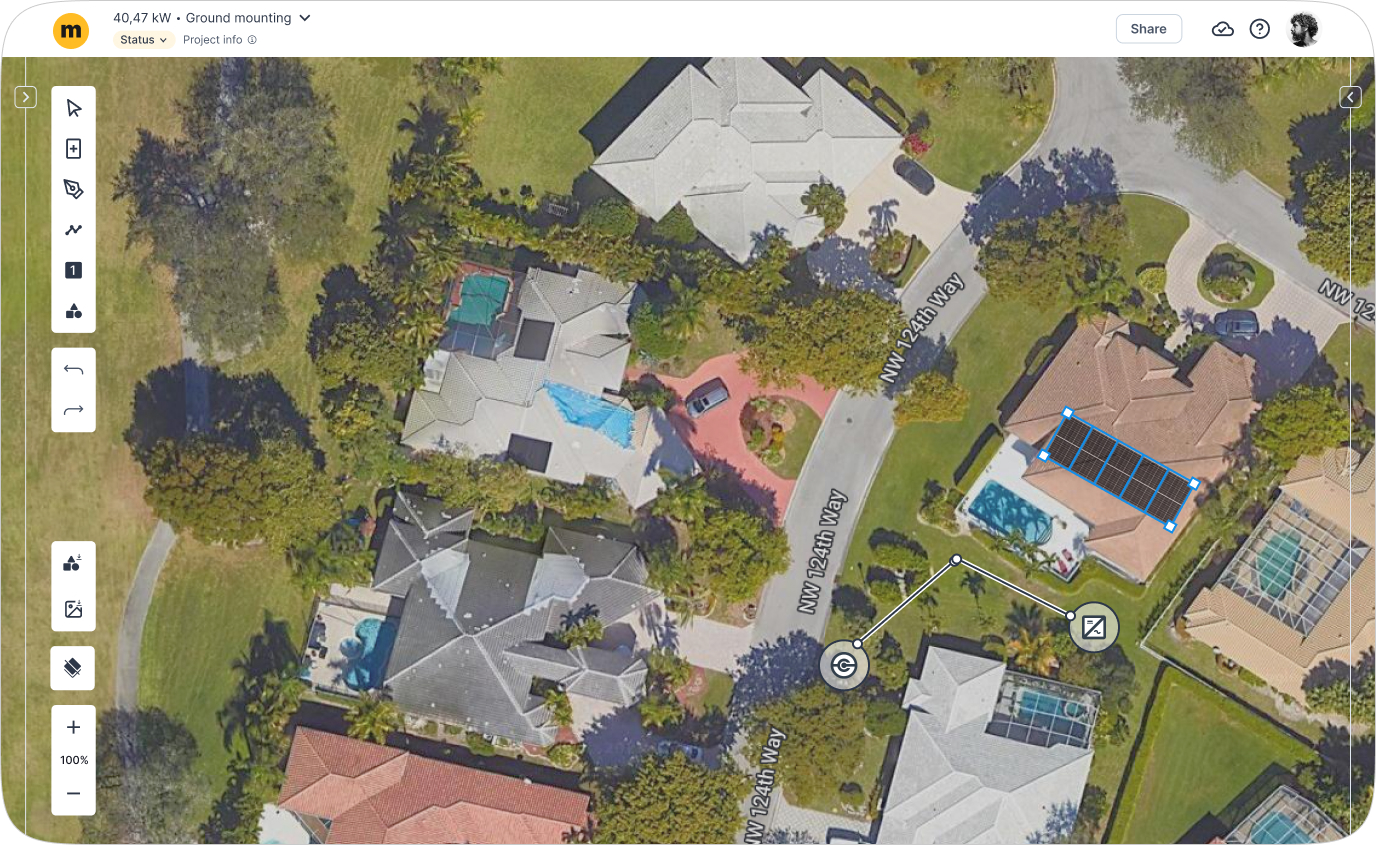 m
40,47 kW • Ground mounting
Status
Project info
Share
NW 124th Way
NW 12
1
NW 124th Way
100%
NW 124th Way